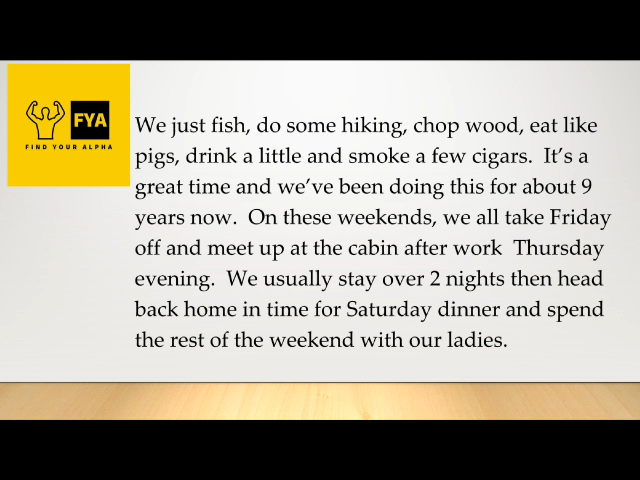 FYA
FIND YOUR ALPHA
We just fish, do some hiking, chop wood, eat like
pigs, drink a little and smoke a few cigars.  It's a
great time and we've been doing this for about 9
years now.  On these weekends, we all take Friday
off and meet up at the cabin after work  Thursday
evening.  We usually stay over 2 nights then head
back home in time for Saturday dinner and spend
the rest of the weekend with our ladies.